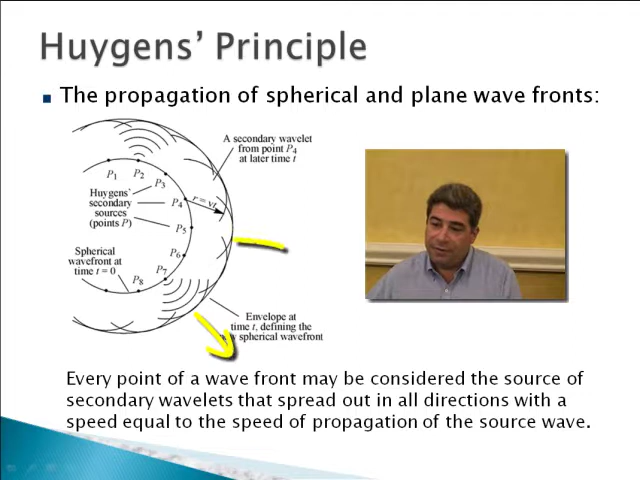 Huygens’ Principle
The propagation of spherical and plane wave fronts:
A secondary wavelet
from point P4
at later time t
P1
P2
P3
Huygens'
secondary
sources
(points P)
P4
r = vt
P5
Spherical
wavefront at
time t = 0
P6
P7
P8
Envelope at
time t, defining the
spherical wavefront
Every point of a wave front may be considered the source of
secondary wavelets that spread out in all directions with a
speed equal to the speed of propagation of the source wave.